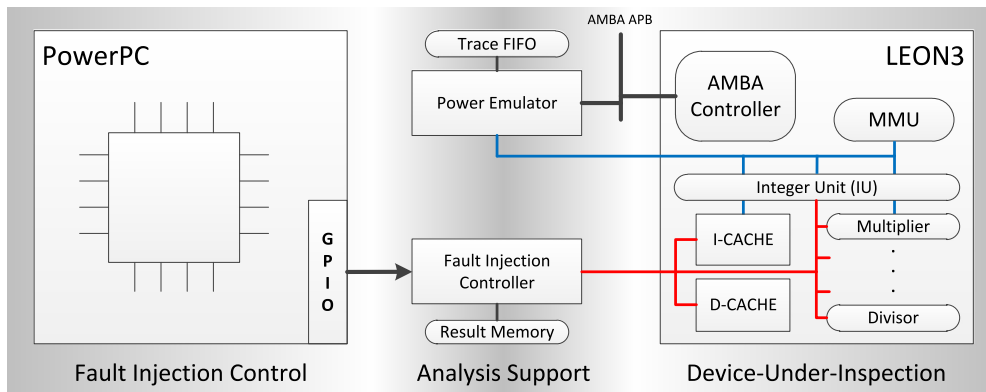 PowerPC
G
P
I
O
Fault Injection Control
Trace FIFO
Power Emulator
AMBA APB
Fault Injection
Controller
Result Memory
Analysis Support
LEON3
AMBA
Controller
MMU
Integer Unit (IU)
I-CACHE
Multiplier
D-CACHE
Divisor
Device-Under-Inspection